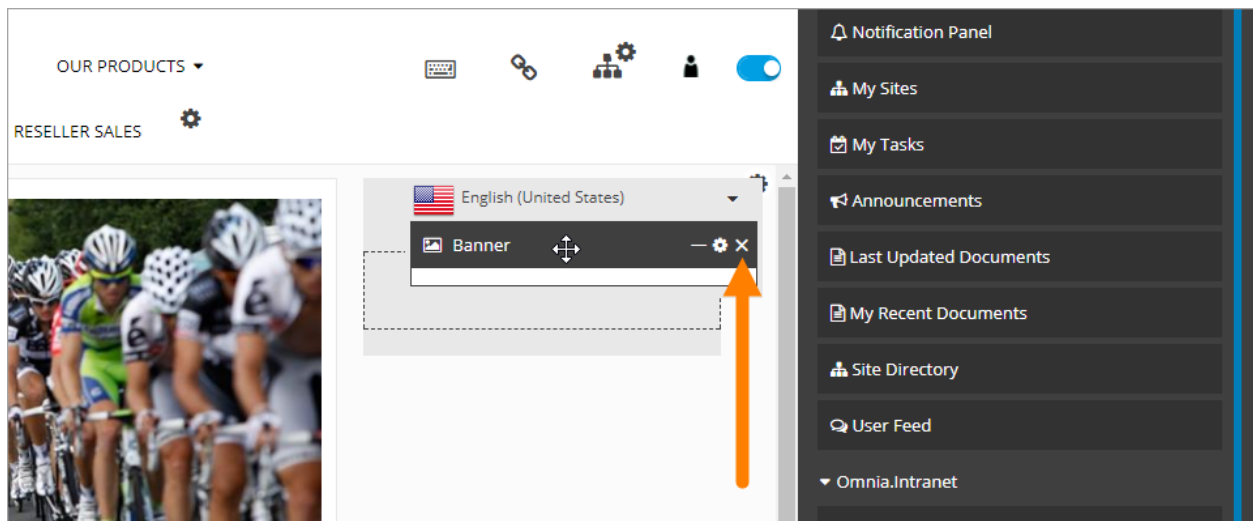 OUR PRODUCTS
RESELLER SALES
English (United States)
Banner
Notification Panel
My Sites
My Tasks
Announcements
Last Updated Documents
My Recent Documents
Site Directory
User Feed
Omnia.Intranet